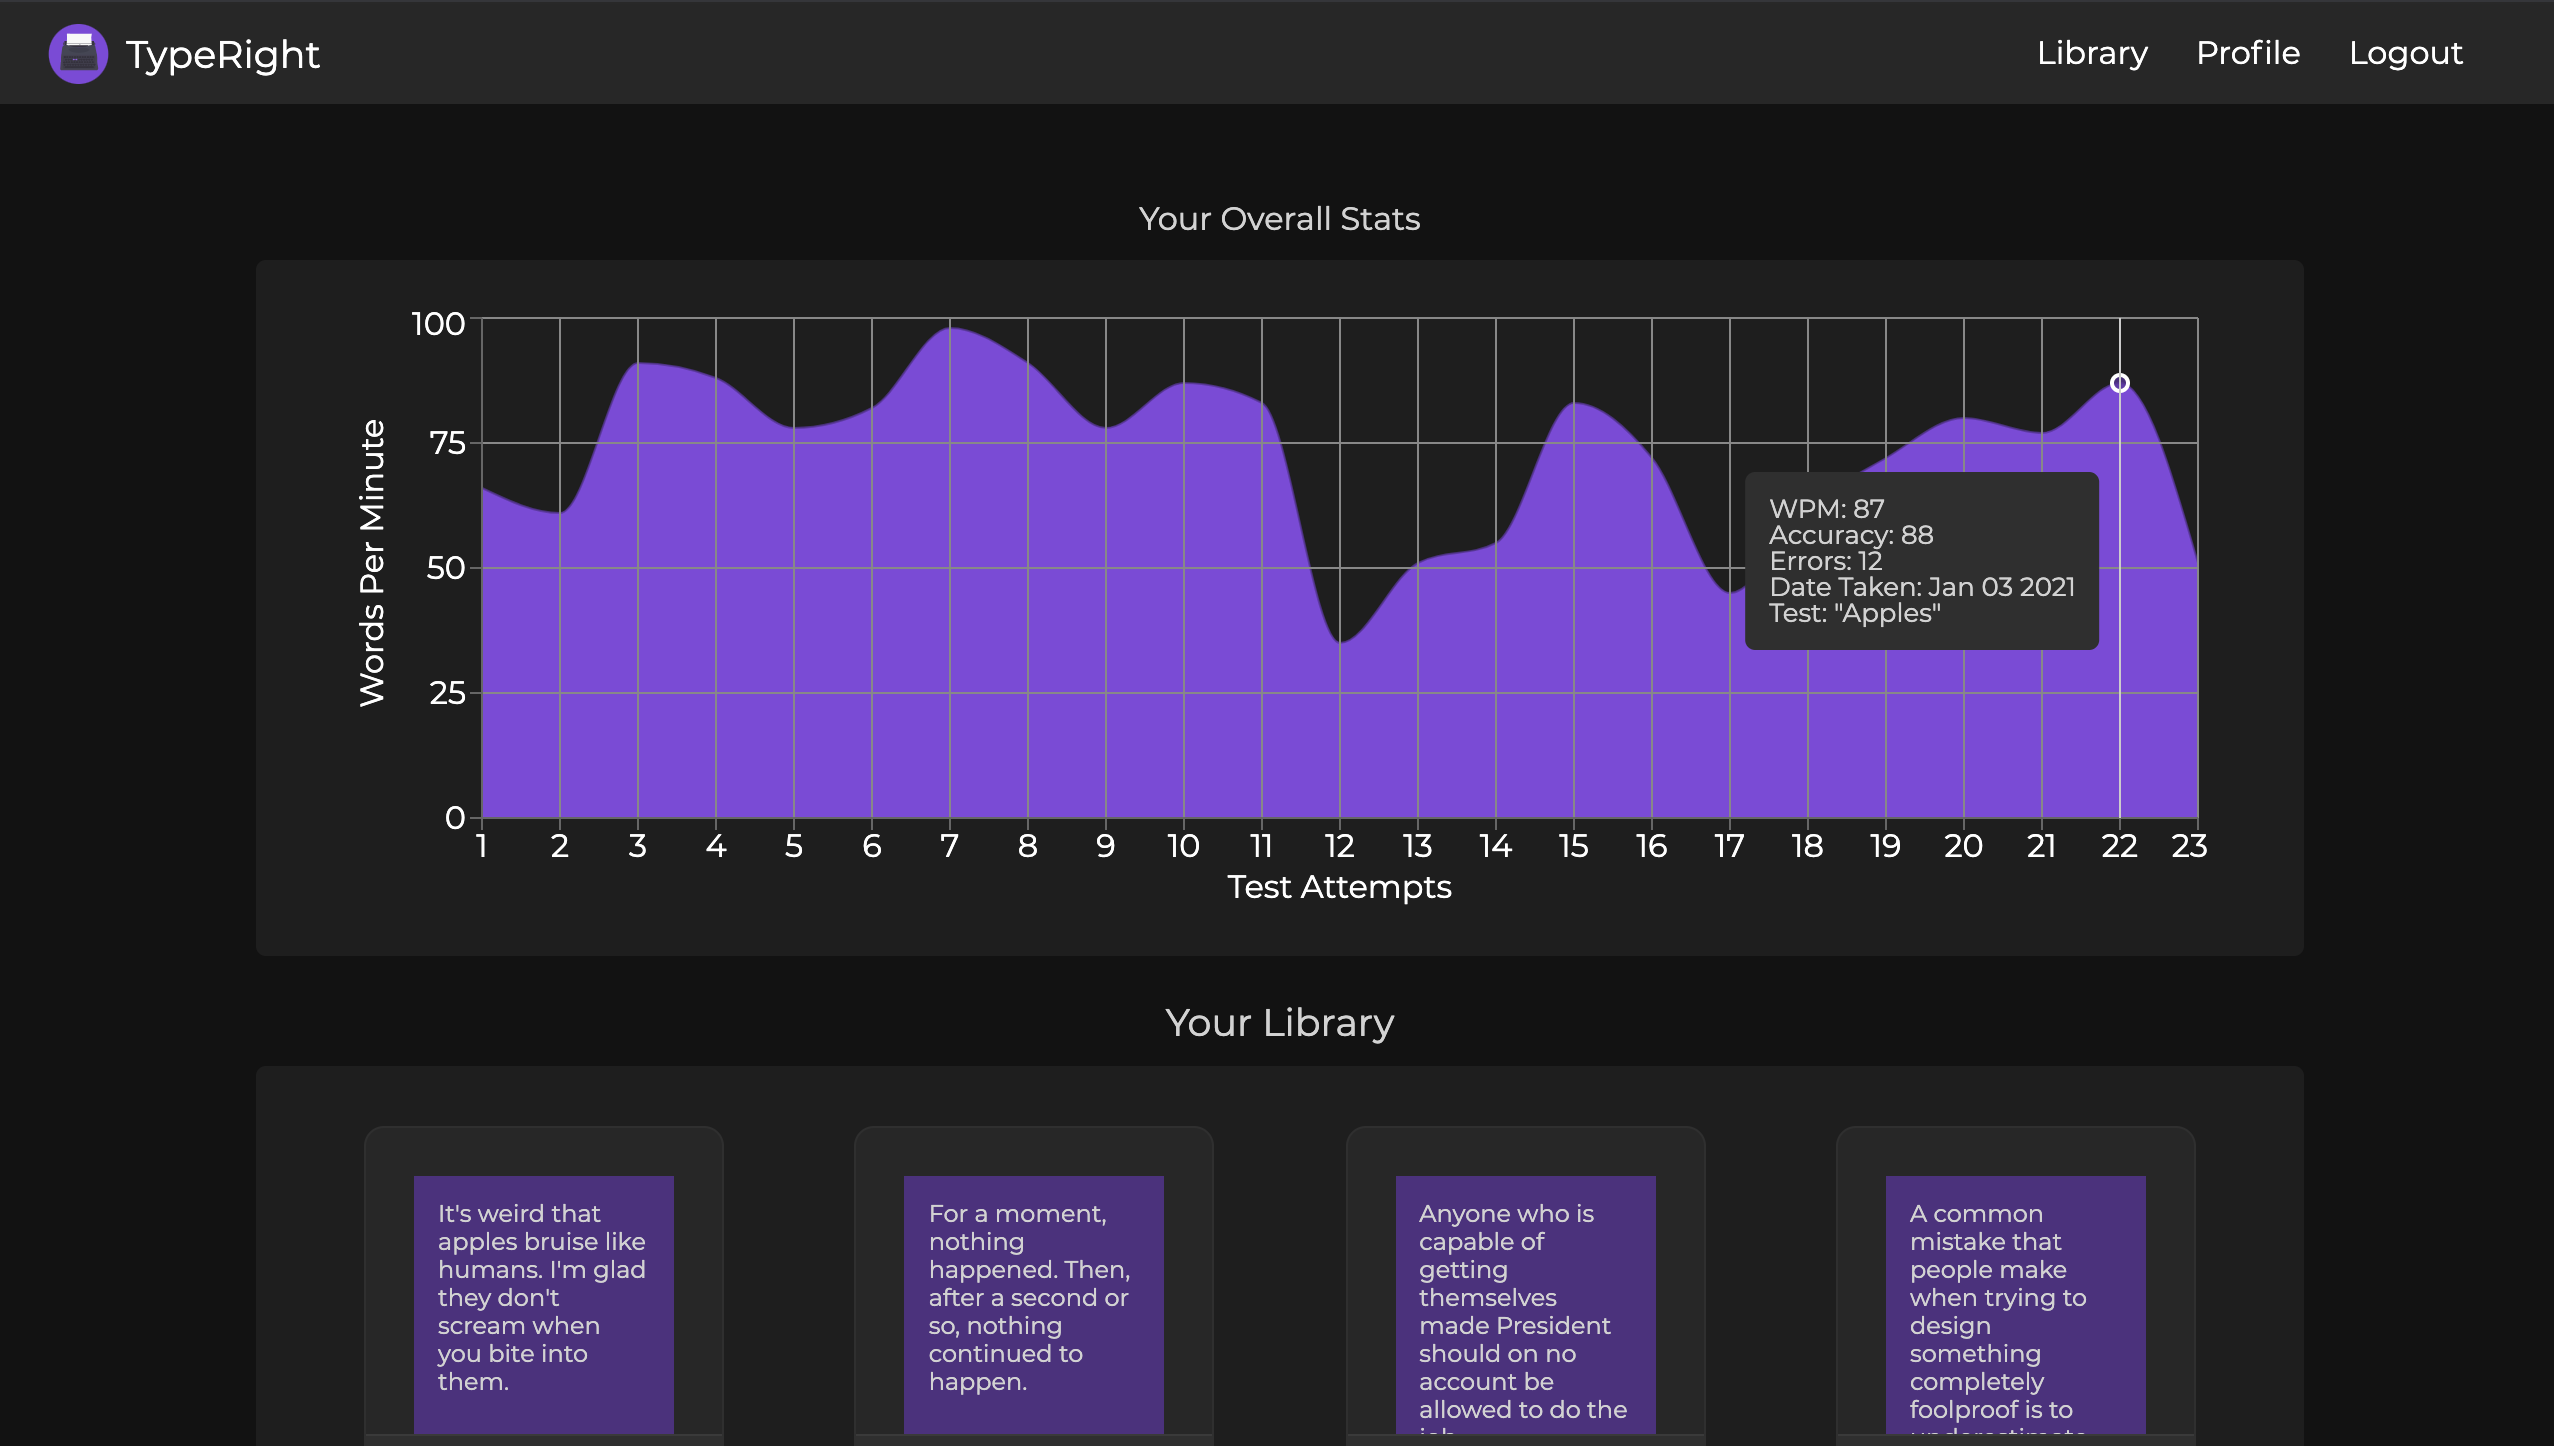 TypeRight
Library
Profile
Logout
Your Overall Stats
Words Per Minute
100
75
50
25
0
WPM: 87
Accuracy: 88
Errors: 12
Date Taken: Jan 03 2021
Test: "Apples"
1 2 3 4 5 6 7 8 9 10 11 12 13 14 15 16 17 18 19 20 21 22 23
Test Attempts
Your Library
It's weird that
apples bruise like
humans. I'm glad
they don't
scream when
you bite into
them.
For a moment,
nothing
happened. Then,
after a second or
so, nothing
continued to
happen.
Anyone who is
capable of
getting
themselves
made President
should on no
account be
allowed to do the
A common
mistake that
people make
when trying to
design
something
completely
foolproof is to